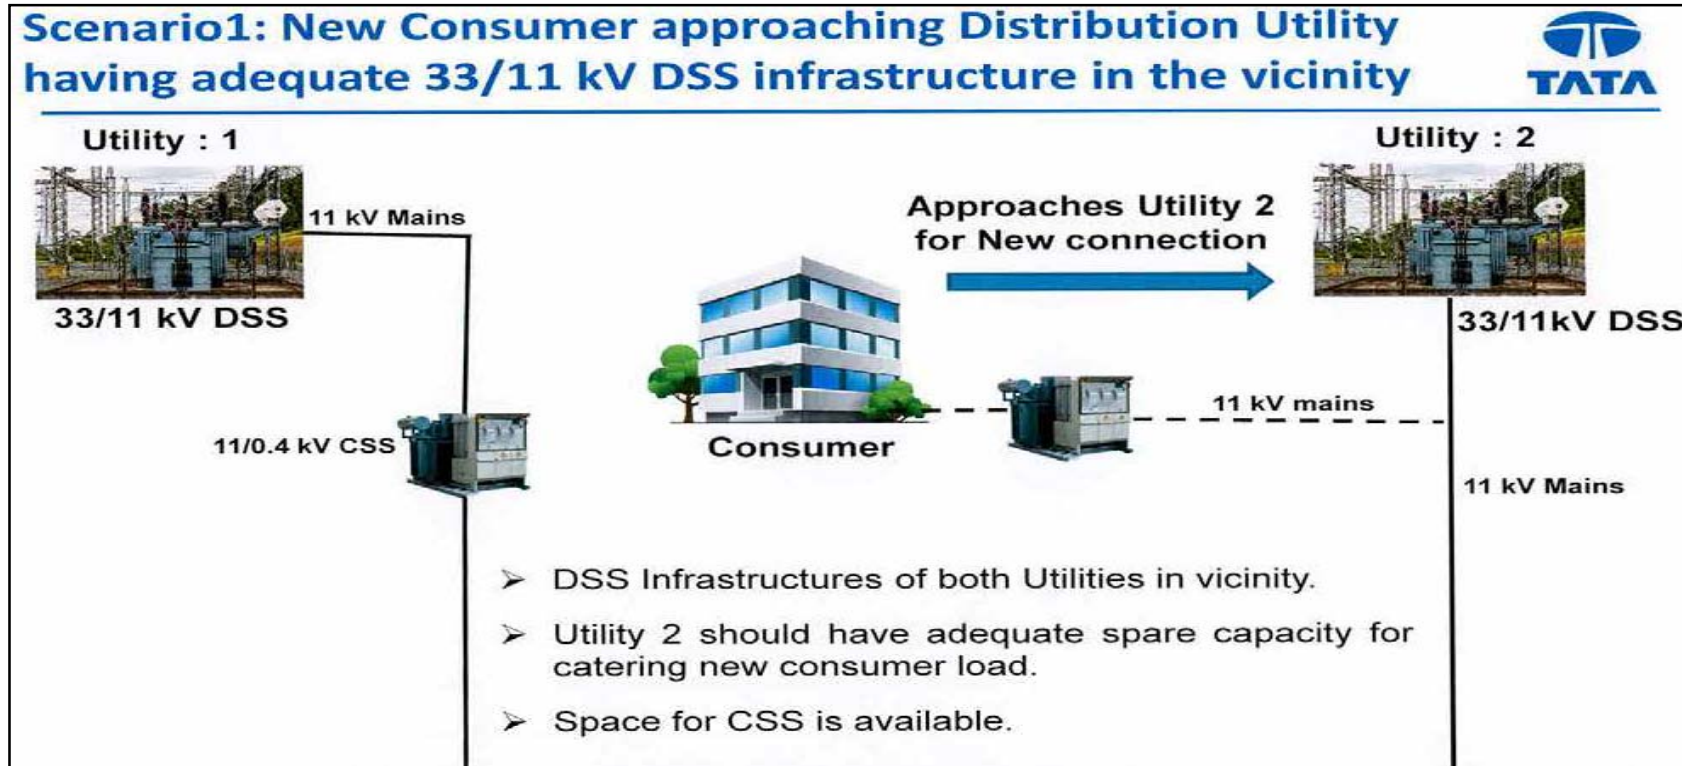 Scenario1: New Consumer approaching Distribution Utility
having adequate 33/11 kV DSS infrastructure in the vicinity
TATA
Utility : 1
Utility : 2
11 kV Mains
Approaches Utility 2
for New connection
33/11 kV DSS
33/11kV DSS
11 kV mains
11/0.4 kV CSS
Consumer
11 kV Mains
➢ DSS Infrastructures of both Utilities in vicinity.
➢ Utility 2 should have adequate spare capacity for
catering new consumer load.
➢ Space for CSS is available.